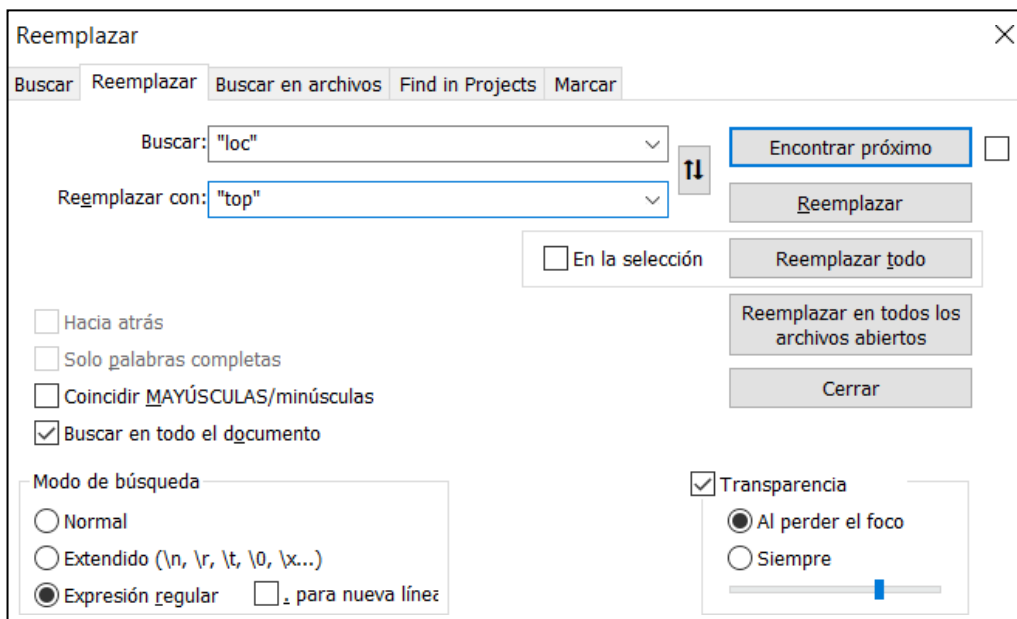 Reemplazar
Buscar Reemplazar Buscar en archivos Find in Projects Marcar
Buscar: "loc" Encontrar próximo
Reemplazar con: "top" Reemplazar
En la selección Reemplazar todo
Reemplazar en todos los
archivos abiertos
Hacia atrás
Solo palabras completas
Coincidir MAYÚSCULAS/minúsculas
Cerrar
Buscar en todo el documento
Modo de búsqueda
Normal
Extendido (\n, \r, \t, \0, \x...)
Expresión regular . para nueva línea
Transparencia
Al perder el foco
Siempre